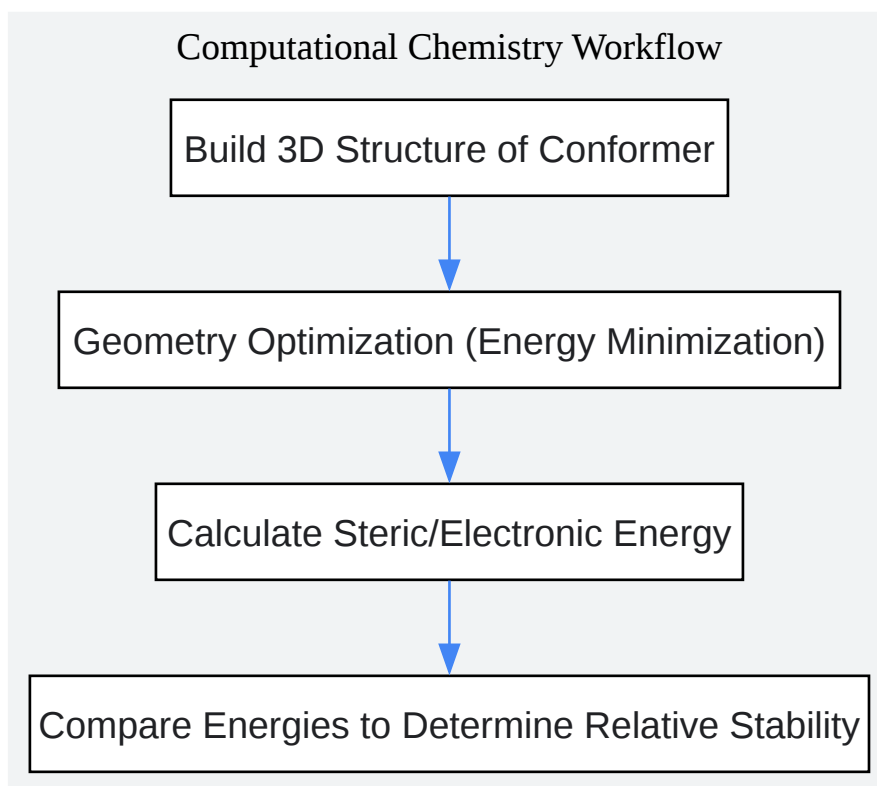 Computational Chemistry Workflow
Build 3D Structure of Conformer
Geometry Optimization (Energy Minimization)
Calculate Steric/Electronic Energy
Compare Energies to Determine Relative Stability